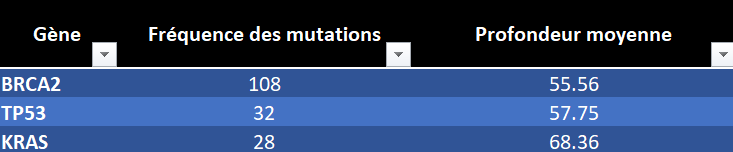 Gène Fréquence des mutations Profondeur moyenne
BRCA2 108 55.56
TP53 32 57.75
KRAS 28 68.36